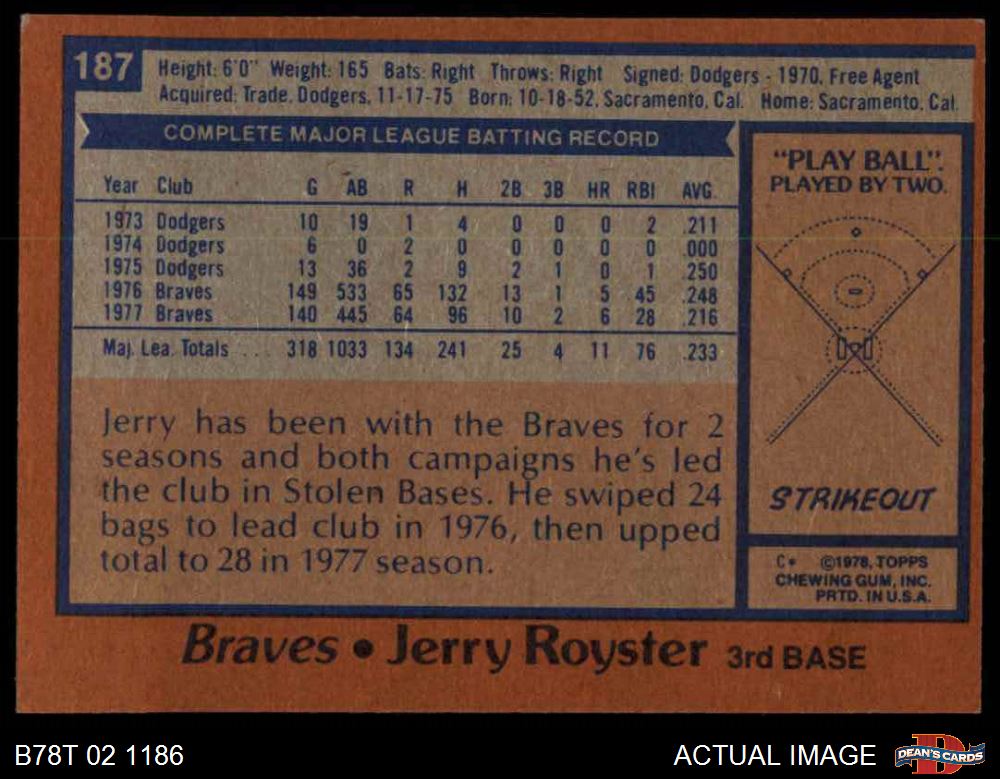 187
Height: 6'0" Weight: 165 Bats: Right Throws: Right Signed: Dodgers - 1970, Free Agent
Acquired: Trade, Dodgers, 11-17-75 Born: 10-18-52, Sacramento, Cal. Home: Sacramento, Cal.
COMPLETE MAJOR LEAGUE BATTING RECORD
Year Club G AB R H 2B 3B HR RBI AVG.
1973 Dodgers 10 19 1 4 0 0 0 2 .211
1974 Dodgers 6 0 2 0 0 0 0 0 .000
1975 Dodgers 13 36 2 9 2 1 0 1 .250
1976 Braves 149 533 65 132 13 1 5 45 .248
1977 Braves 140 445 64 96 10 2 6 28 .216
Maj. Lea. Totals ... 318 1033 134 241 25 4 11 76 .233
Jerry has been with the Braves for 2
seasons and both campaigns he's led
the club in Stolen Bases. He swiped 24
bags to lead club in 1976, then upped
total to 28 in 1977 season.
"PLAY BALL".
PLAYED BY TWO.
STRIKEOUT
C* ©1978, TOPPS
CHEWING GUM, INC.
PRTD. IN U.S.A.
Braves • Jerry Royster 3rd BASE
B78T 02 1186
ACTUAL IMAGE
DEAN'S CARDS